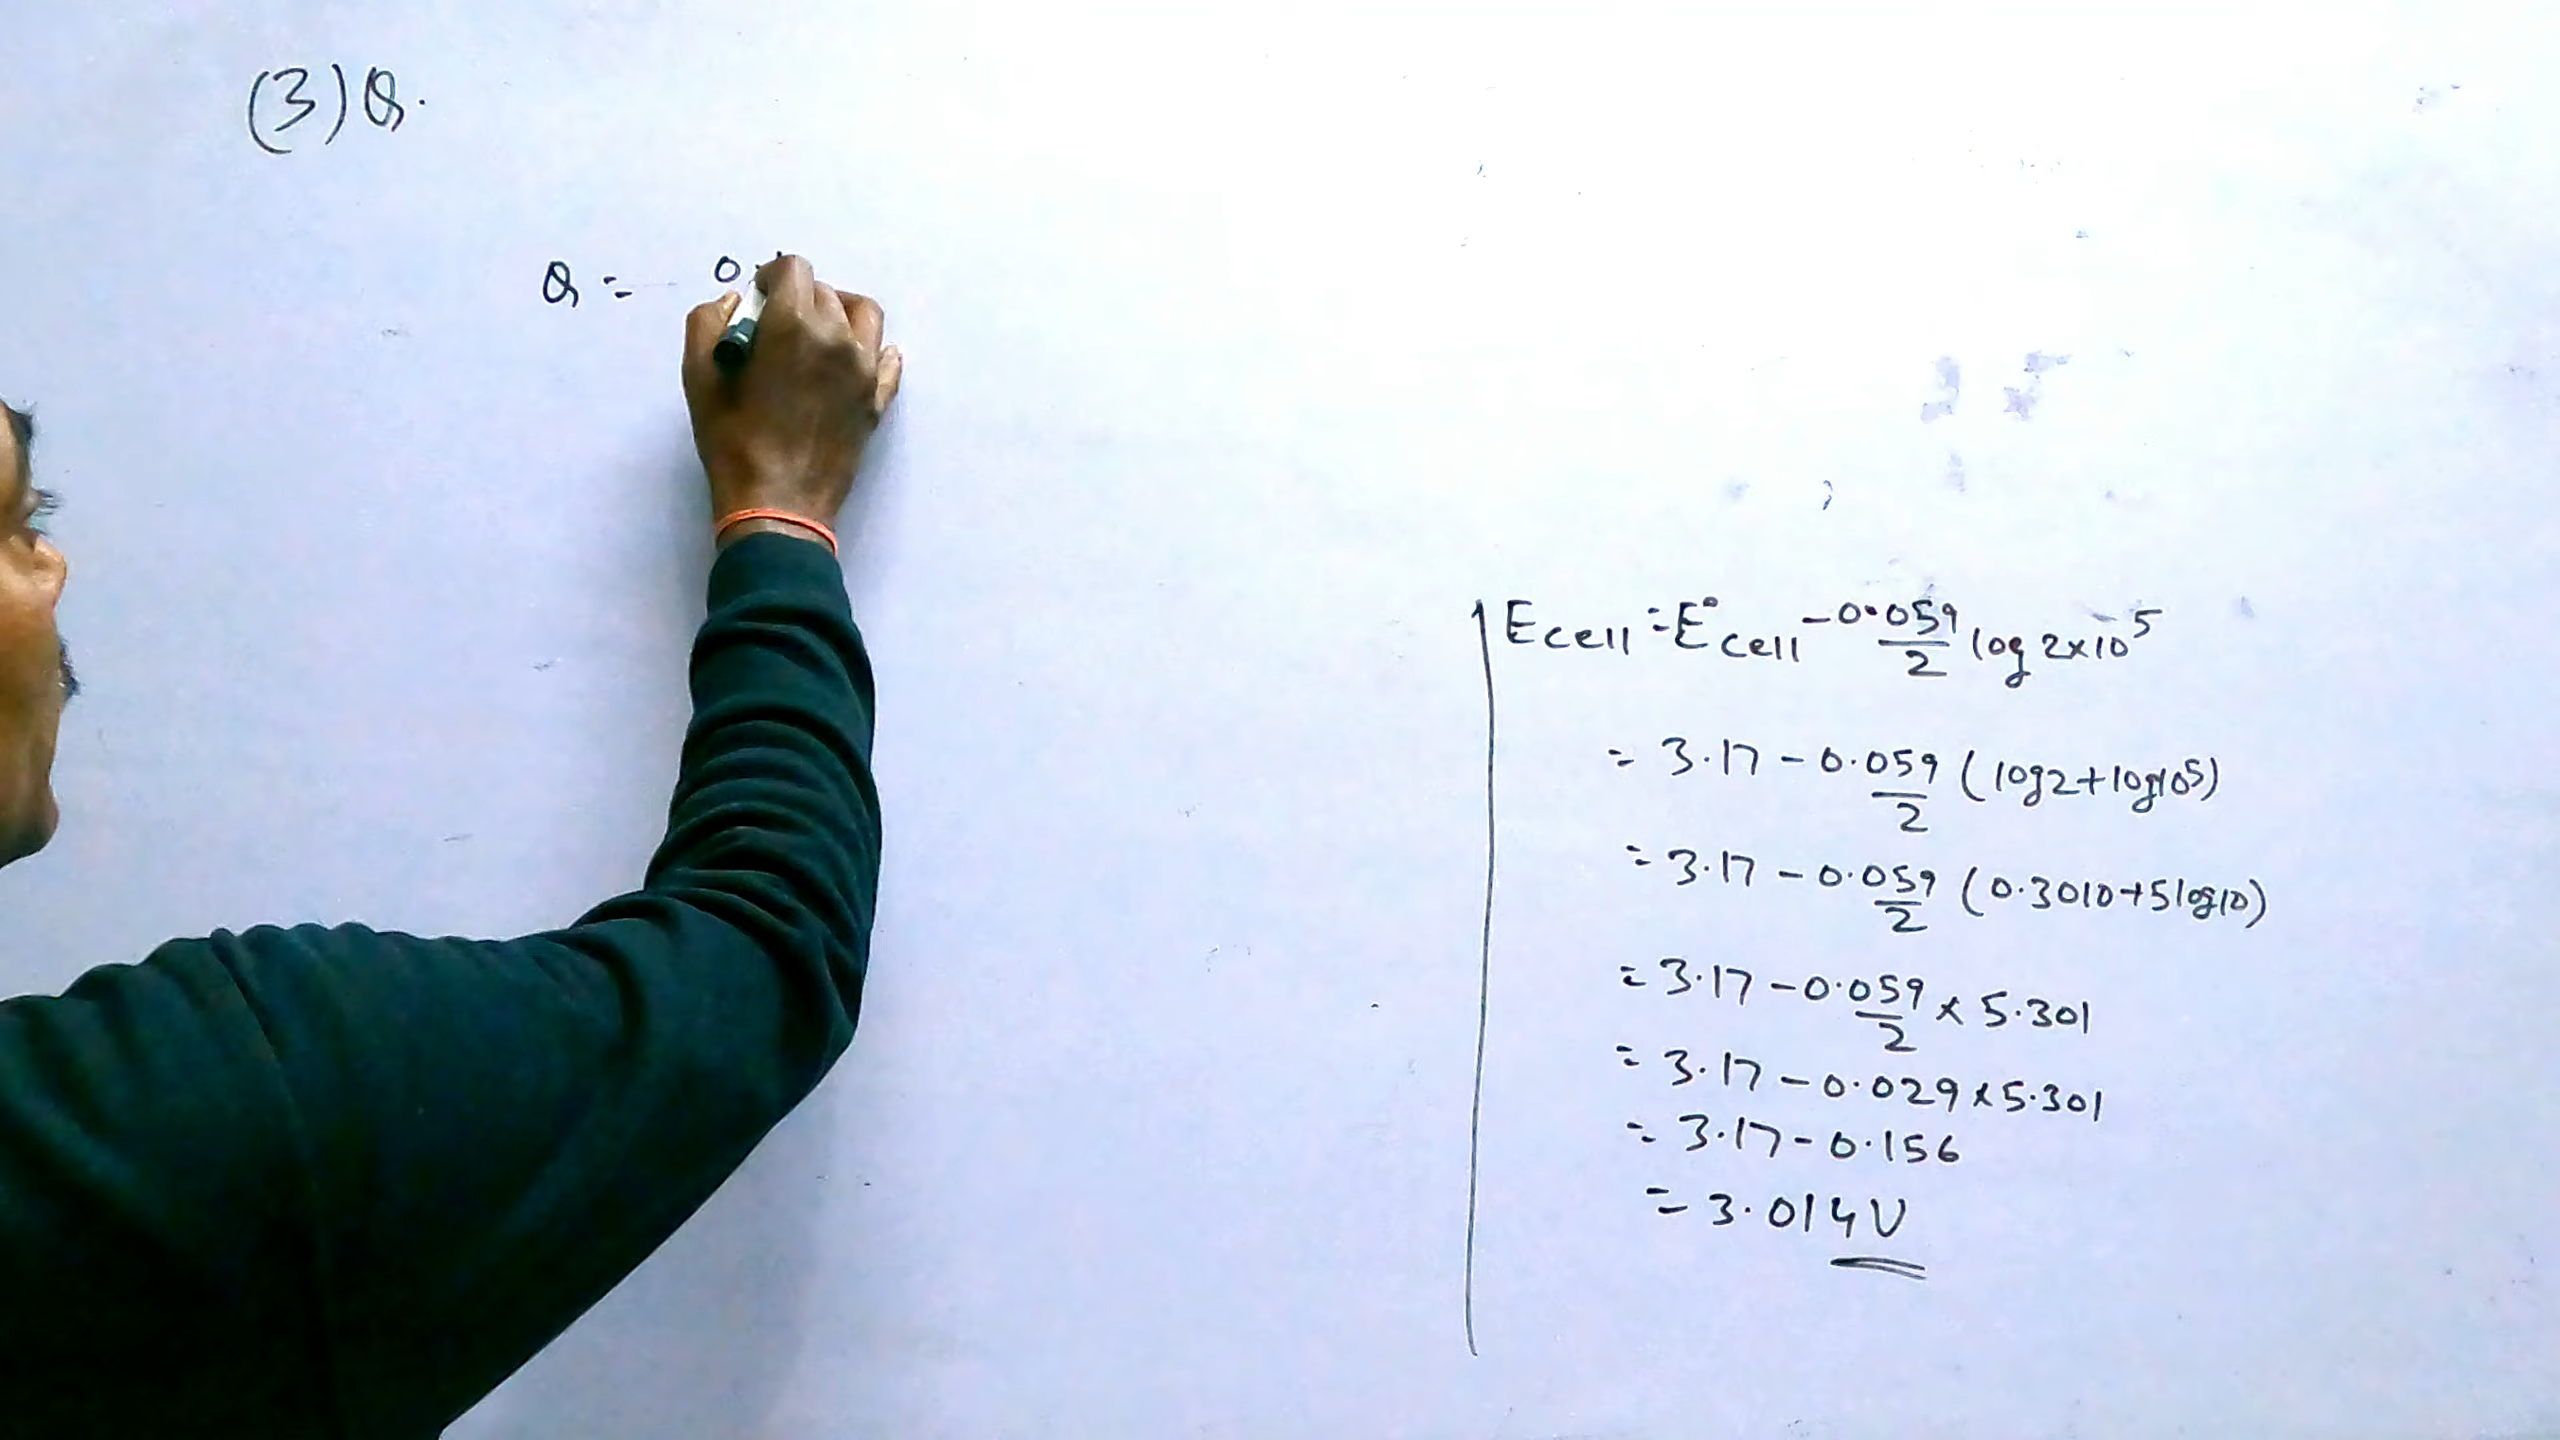 (3) Q.
Q = 0.
Ecell = E°cell - 0.059/2 log 2×10^5
= 3.17 - 0.059/2 (log2+log10^5)
= 3.17 - 0.059/2 (0.3010+5log10)
= 3.17 - 0.059/2 × 5.301
= 3.17 - 0.029×5.301
= 3.17 - 0.156
= 3.014V